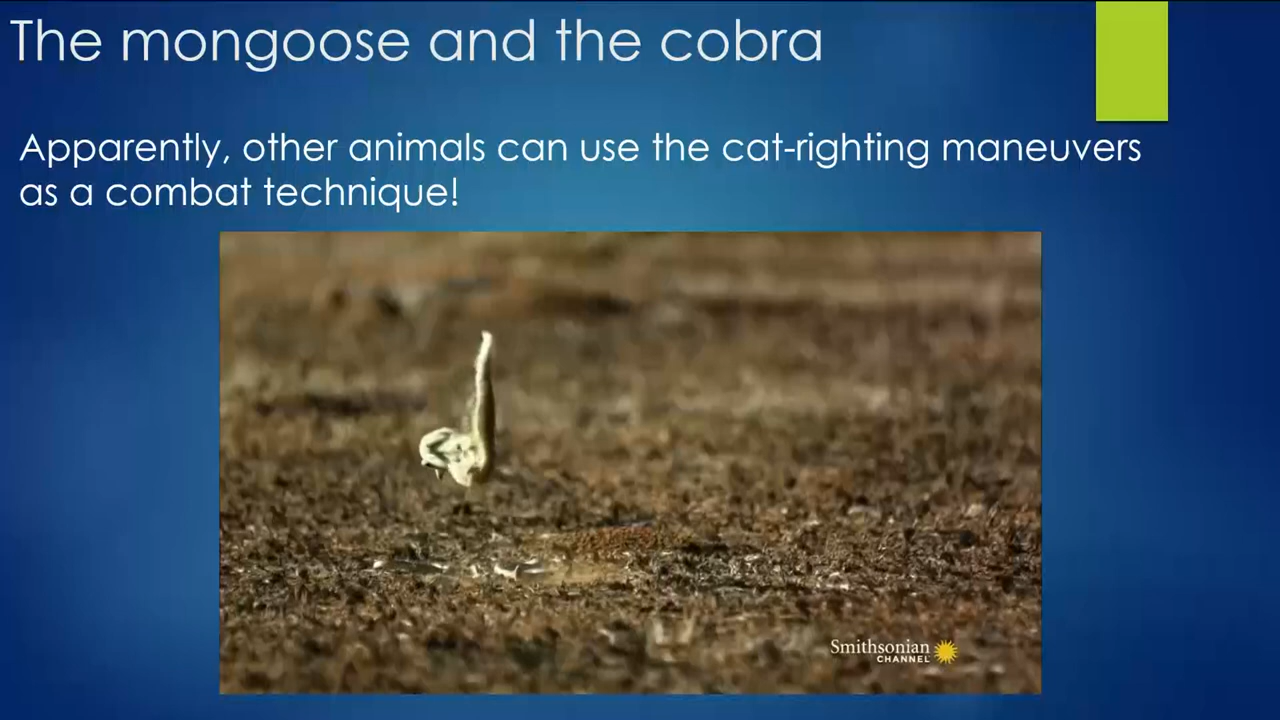 The mongoose and the cobra
Apparently, other animals can use the cat-righting maneuvers
as a combat technique!
Smithsonian
CHANNEL